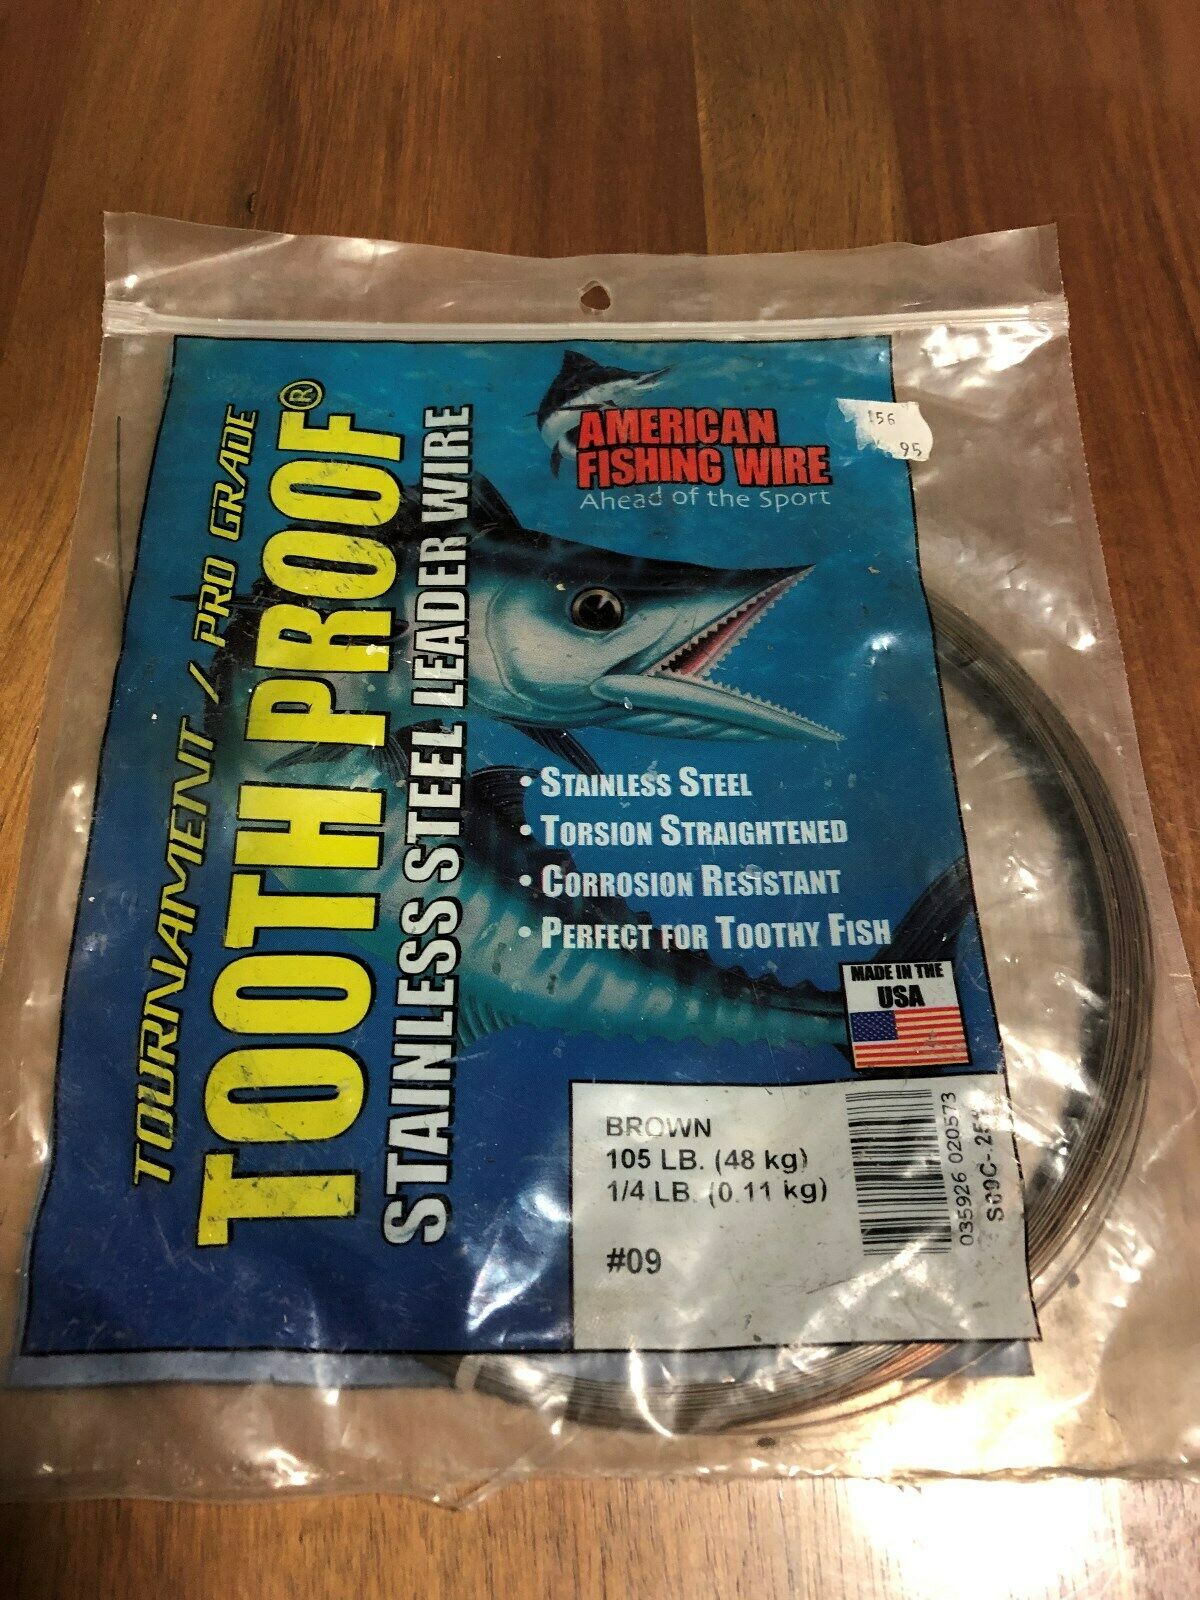 TOURNAMENT / PRO GRADE
TOOTH PROOF®
STAINLESS STEEL LEADER WIRE
AMERICAN
FISHING WIRE
Ahead of the Sport
156
95
• STAINLESS STEEL
• TORSION STRAIGHTENED
• CORROSION RESISTANT
• PERFECT FOR TOOTHY FISH
MADE IN THE
USA
BROWN
105 LB. (48 kg)
1/4 LB. (0.11 kg)
#09
035926 020573